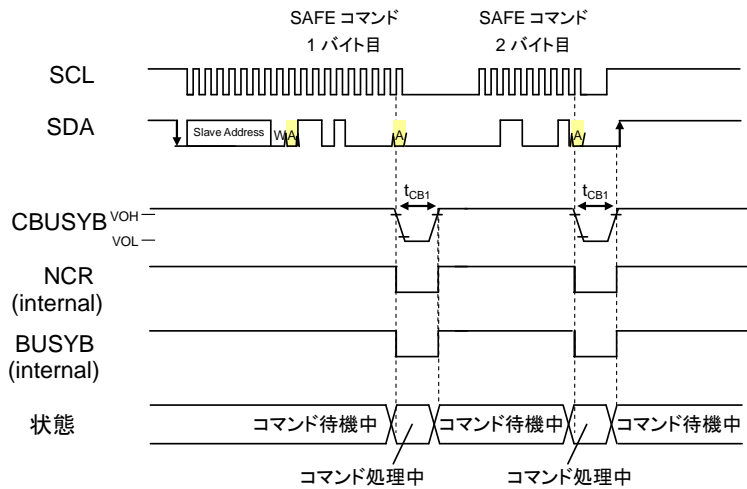 SAFE コマンド
1 バイト目
SAFE コマンド
2 バイト目
SCL
SDA
Slave Address
W
A
A
A
tCB1
tCB1
CBUSYB
VOH
VOL
NCR
(internal)
BUSYB
(internal)
状態
コマンド待機中
コマンド待機中
コマンド待機中
コマンド処理中
コマンド処理中